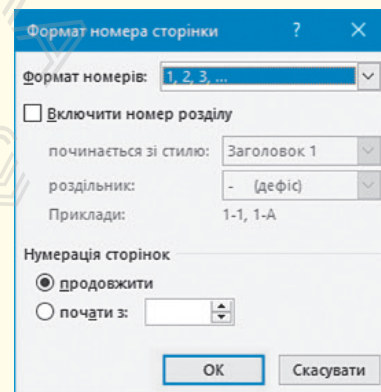 Формат номера сторінки ? ×
Формат номерів: 1, 2, 3, ...
Включити номер розділу
починається зі стилю: Заголовок 1
роздільник: - (дефіс)
Приклади: 1-1, 1-A
Нумерація сторінок
продовжити
почати з:
ОК Скасувати